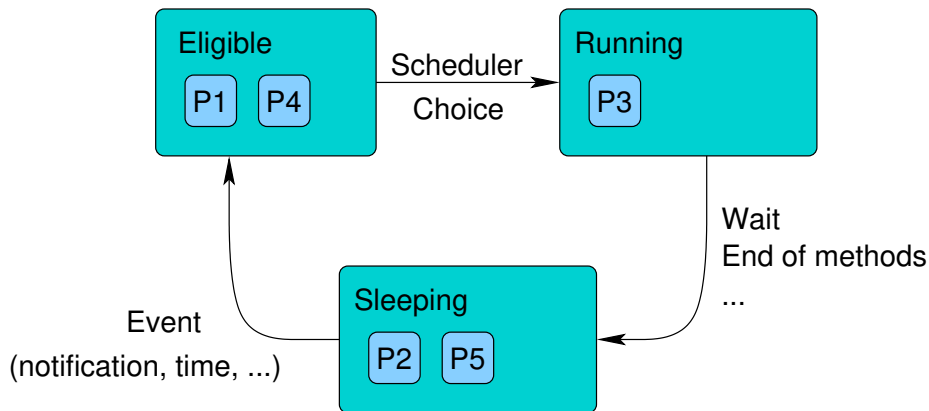 Eligible
P1 P4
Scheduler
Choice
Running
P3
Wait
End of methods
...
Sleeping
P2 P5
Event
(notification, time, ...)